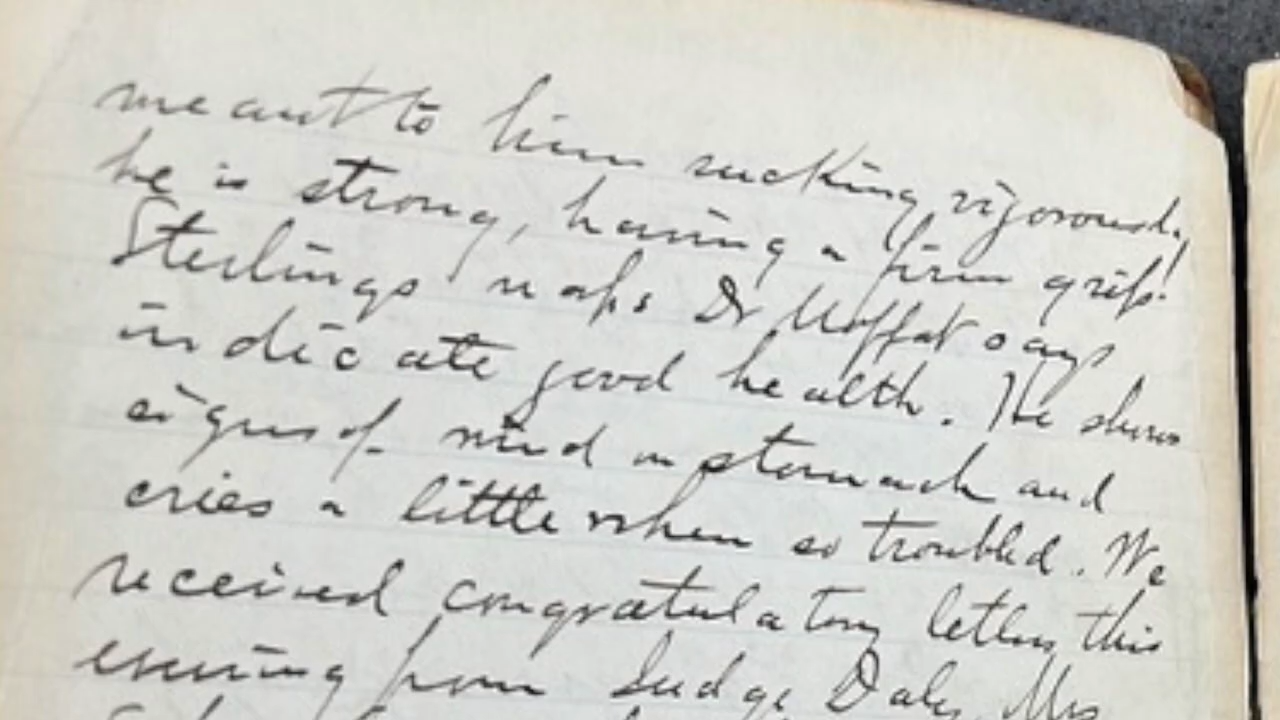 meant to him sucking vigorously
he is strong, having a firm grip.
Sterlings naps Dr Moffat says
indicate good health. He shows
signs of wind on stomach and
cries a little when so troubled. We
received congratulatory letters this
evening from Judge Daly, Mrs